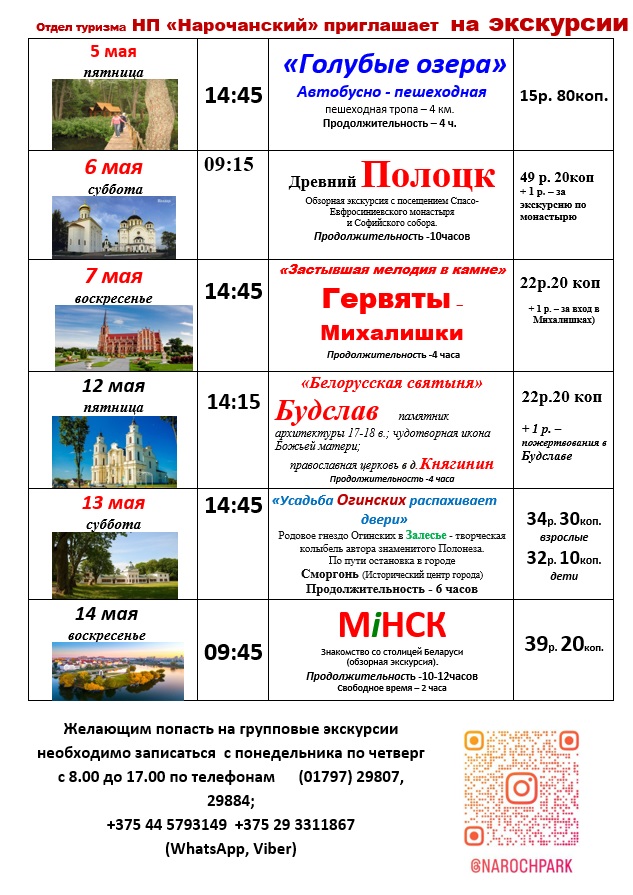 Отдел туризма НП «Нарочанский» приглашает на экскурсии
5 мая
пятница
14:45
«Голубые озера»
Автобусно - пешеходная
пешеходная тропа – 4 км.
Продолжительность – 4 ч.
15р. 80коп.
6 мая
суббота
09:15
Древний Полоцк
Обзорная экскурсия с посещением Спасо-
Евфросиниевского монастыря
и Софийского собора.
Продолжительность -10часов
49 р. 20коп
+ 1 р. – за
экскурсию по
монастырю
7 мая
воскресенье
14:45
«Застывшая мелодия в камне»
Гервяты –
Михалишки
Продолжительность -4 часа
22р.20 коп
+ 1 р. – за вход в
Михалишках)
12 мая
пятница
14:15
«Белорусская святыня»
Будслав памятник
архитектуры 17-18 в.; чудотворная икона
Божьей матери;
православная церковь в д.Княгинин
Продолжительность -4 часа
22р.20 коп
+ 1 р. –
пожертвования в
Будславе
13 мая
суббота
14:45
«Усадьба Огинских распахивает
двери»
Родовое гнездо Огинских в Залесье - творческая
колыбель автора знаменитого Полонеза.
По пути остановка в городе
Сморгонь (Исторический центр города)
Продолжительность - 6 часов
34р. 30коп.
взрослые
32р. 10коп.
дети
14 мая
воскресенье
09:45
МiНСК
Знакомство со столицей Беларуси
(обзорная экскурсия).
Продолжительность -10-12часов
Свободное время – 2 часа
39р. 20коп.
Желающим попасть на групповые экскурсии
необходимо записаться с понедельника по четверг
с 8.00 до 17.00 по телефонам (01797) 29807,
29884;
+375 44 5793149 +375 29 3311867
(WhatsApp, Viber)
@NAROCHPARK